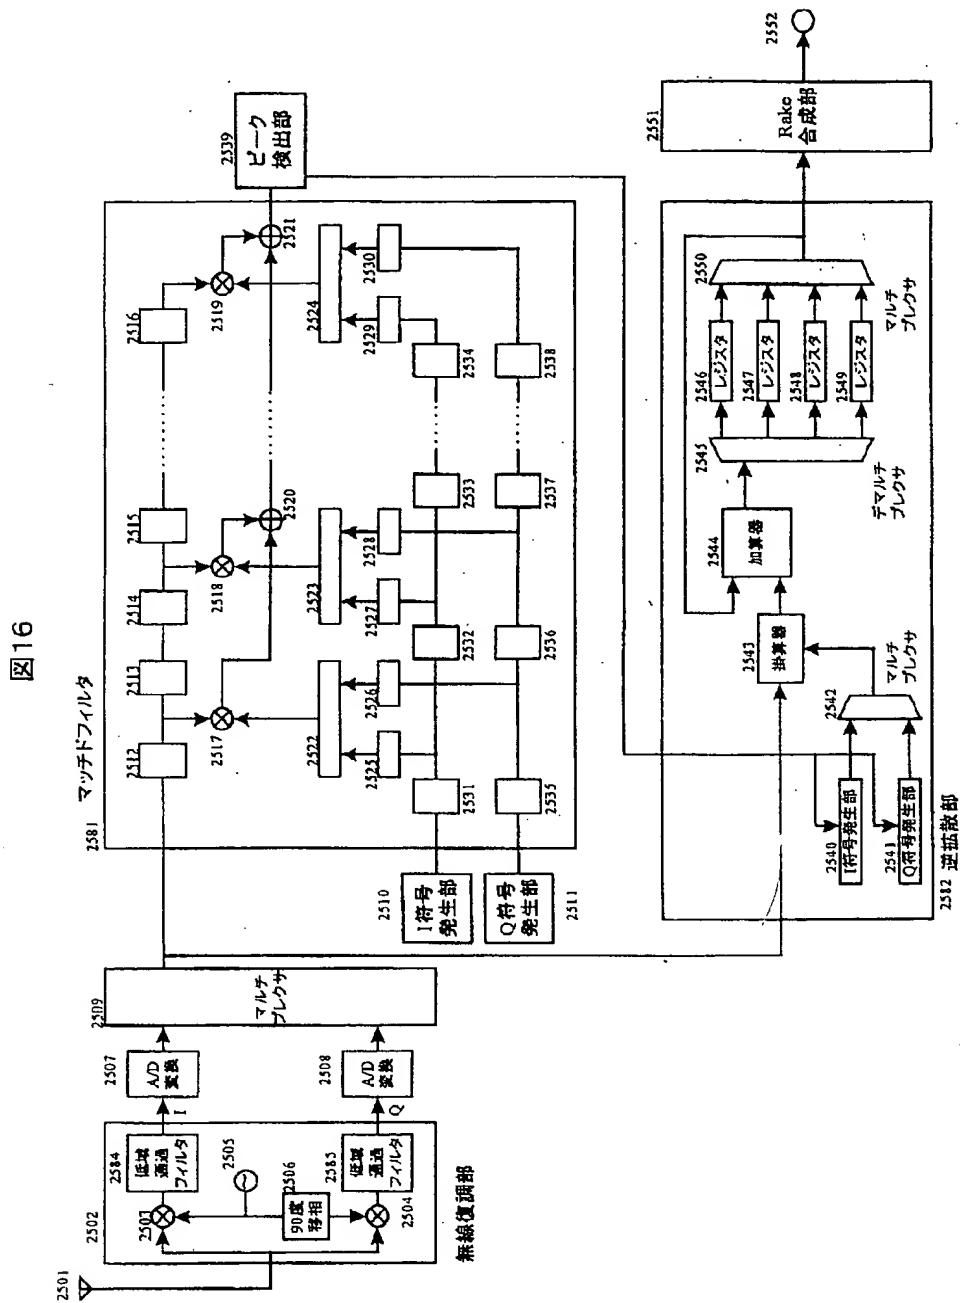 図16
2501
2502
2503
2504
2505
2506
90度
移相
2584
低域
通過
フィルタ
2585
低域
通過
フィルタ
無線復調部
I
Q
2507
A/D
変換
2508
A/D
変換
2509
マルチ
プレクサ
2581
マッチドフィルタ
2510
I符号
発生部
2511
Q符号
発生部
2512
2513
2514
2515
2516
2517
2518
2519
2520
2521
2522
2523
2524
2525
2526
2527
2528
2529
2530
2531
2532
2533
2534
2535
2536
2537
2538
2539
ピーク
検出部
2582 逆拡散部
2540
I符号発生部
2541
Q符号発生部
2542
マルチ
プレクサ
2543
掛算器
2544
加算器
2545
デマルチ
プレクサ
2546
レジスタ
2547
レジスタ
2548
レジスタ
2549
レジスタ
2550
マルチ
プレクサ
2551
Rake
合成部
2552